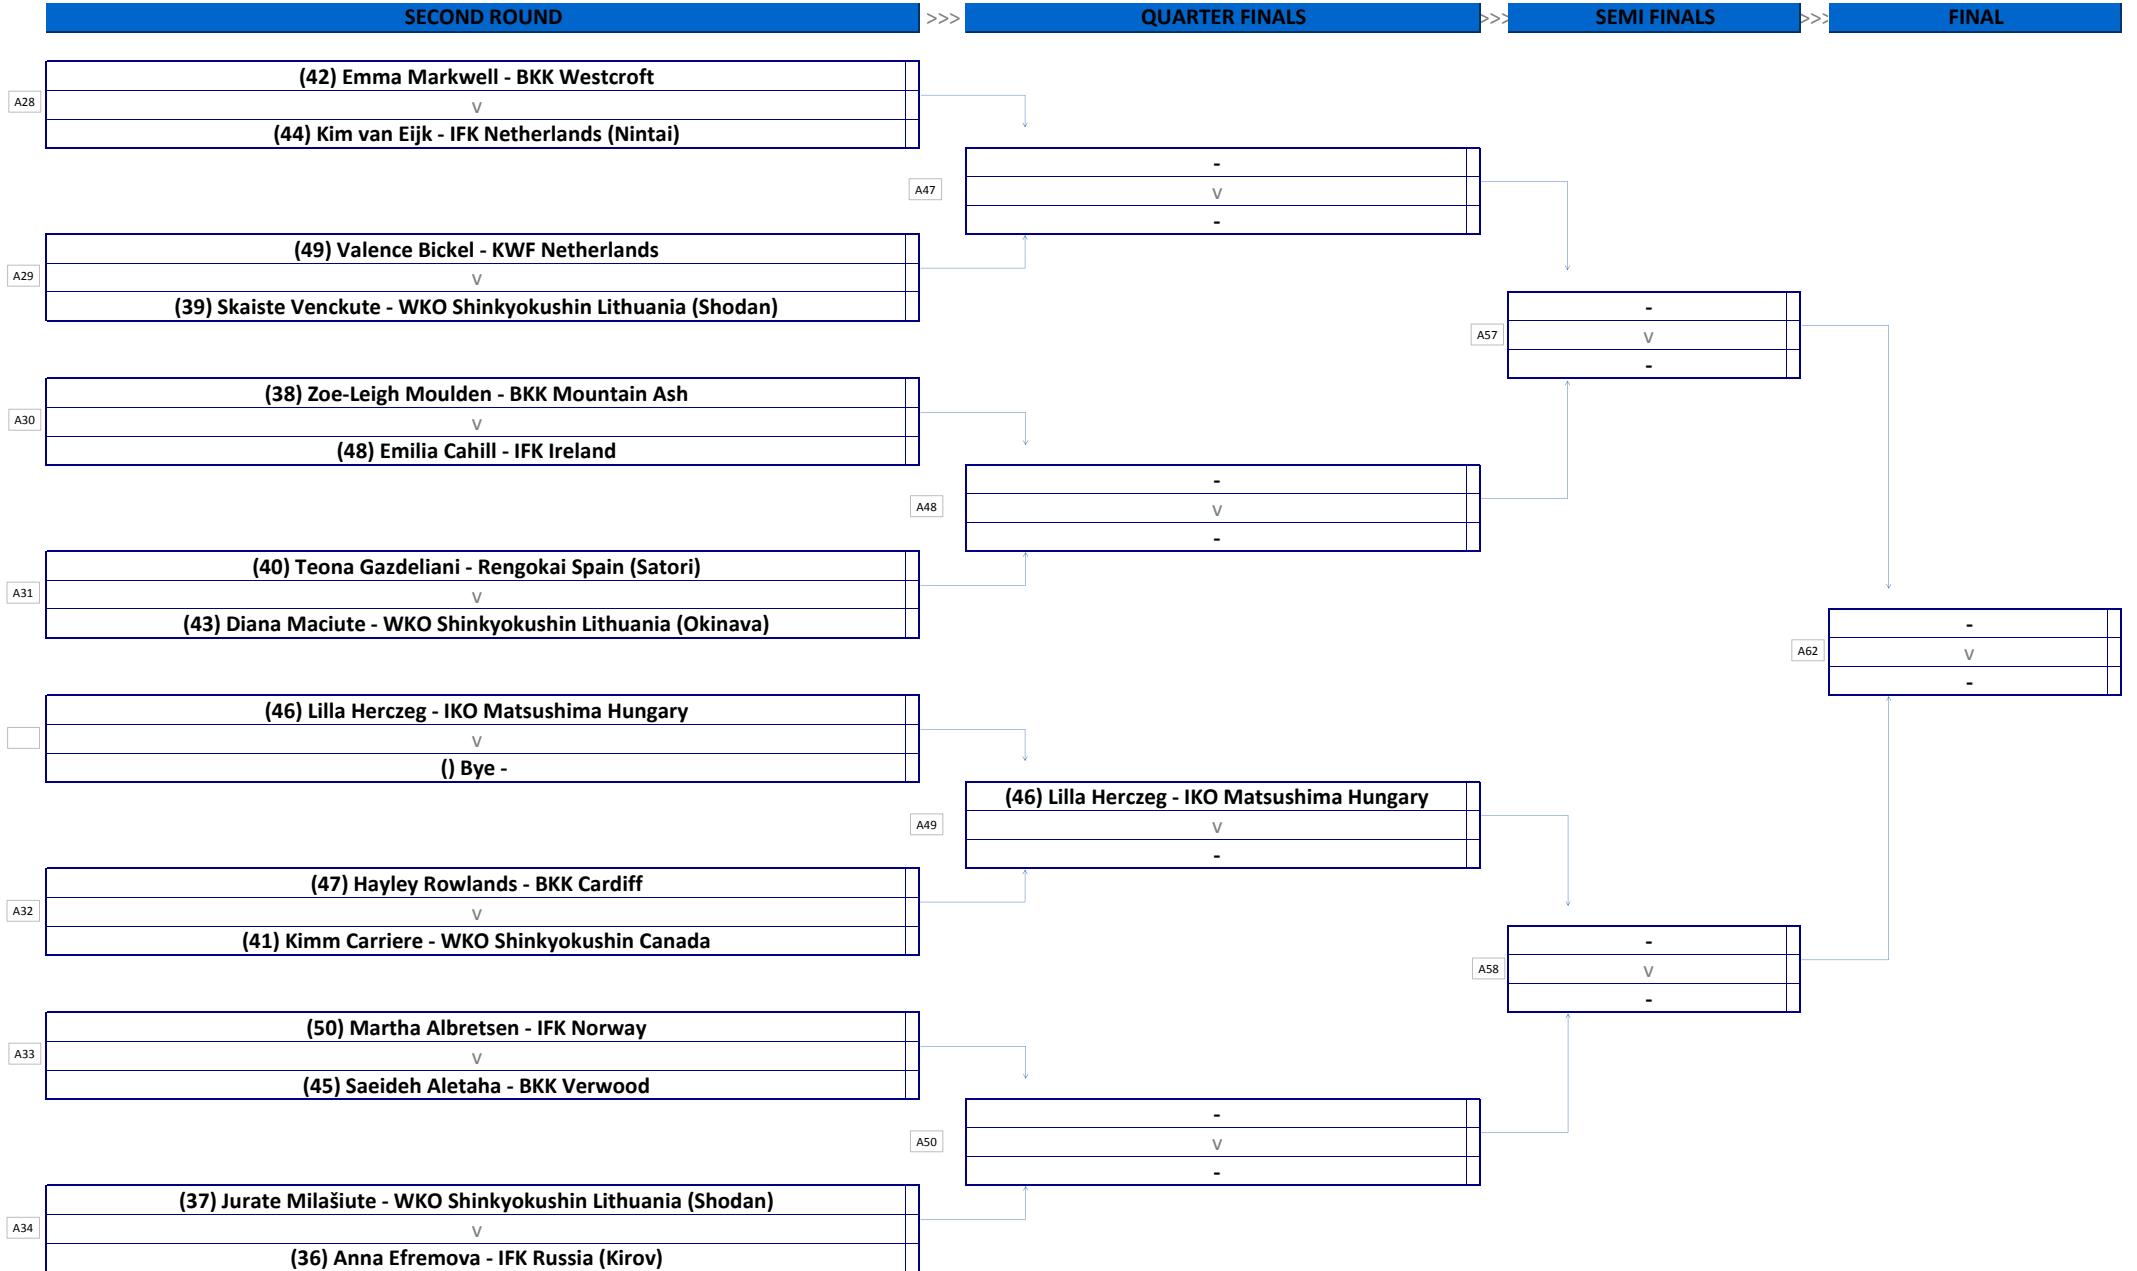 SECOND ROUND >>> QUARTER FINALS >>> SEMI FINALS >>> FINAL
(42) Emma Markwell - BKK Westcroft
A28
v
(44) Kim van Eijk - IFK Netherlands (Nintai)
-
A47
v
-
(49) Valence Bickel - KWF Netherlands
A29
v
(39) Skaiste Venckute - WKO Shinkyokushin Lithuania (Shodan)
-
A57
v
-
(38) Zoe-Leigh Moulden - BKK Mountain Ash
A30
v
(48) Emilia Cahill - IFK Ireland
-
A48
v
-
(40) Teona Gazdeliani - Rengokai Spain (Satori)
A31
v
(43) Diana Maciute - WKO Shinkyokushin Lithuania (Okinava)
-
A62
v
-
(46) Lilla Herczeg - IKO Matsushima Hungary
v
() Bye -
(46) Lilla Herczeg - IKO Matsushima Hungary
A49
v
-
(47) Hayley Rowlands - BKK Cardiff
A32
v
(41) Kimm Carriere - WKO Shinkyokushin Canada
-
A58
v
-
(50) Martha Albretsen - IFK Norway
A33
v
(45) Saeideh Aletaha - BKK Verwood
-
A50
v
-
(37) Jurate Milašiute - WKO Shinkyokushin Lithuania (Shodan)
A34
v
(36) Anna Efremova - IFK Russia (Kirov)